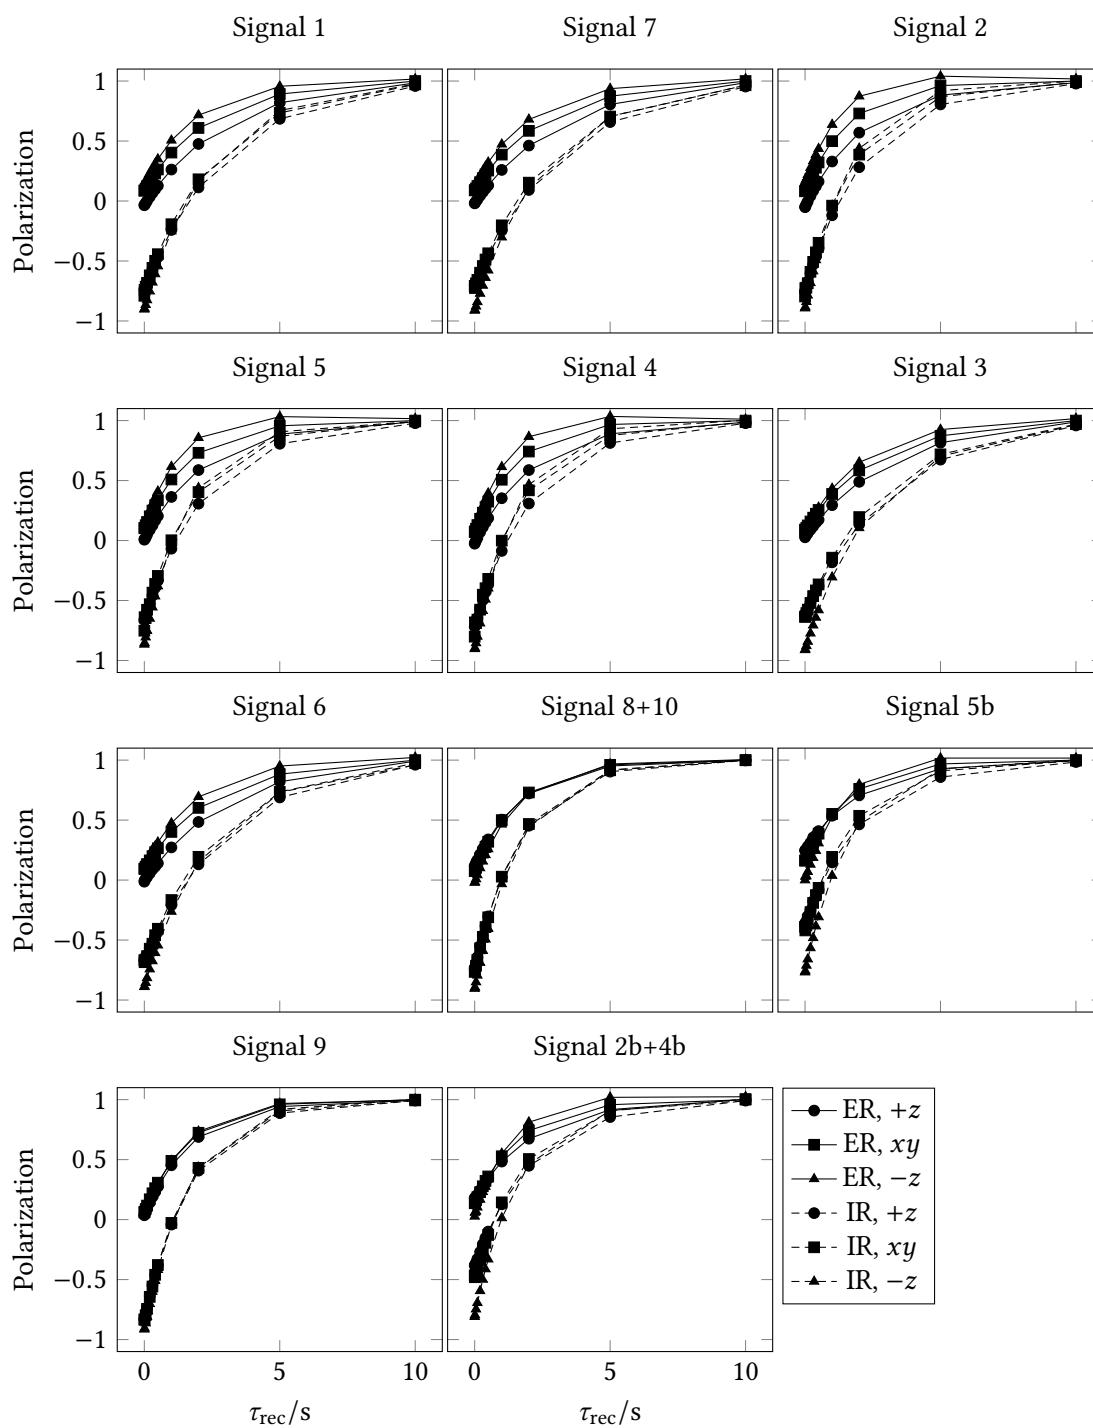 Signal 1 Signal 7 Signal 2
1
0.5
0
−0.5
−1
Polarization
Signal 5 Signal 4 Signal 3
1
0.5
0
−0.5
−1
Polarization
Signal 6 Signal 8+10 Signal 5b
1
0.5
0
−0.5
−1
Polarization
Signal 9 Signal 2b+4b
1
0.5
0
−0.5
−1
Polarization
ER, +z
ER, xy
ER, −z
IR, +z
IR, xy
IR, −z
0 5 10 0 5 10
τrec/s τrec/s